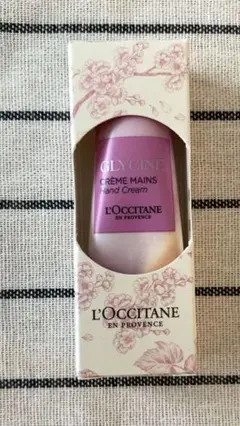 GLYCINE
CRÈME MAINS
Hand Cream
L'OCCITANE
EN PROVENCE
L'OCCITANE
EN PROVENCE